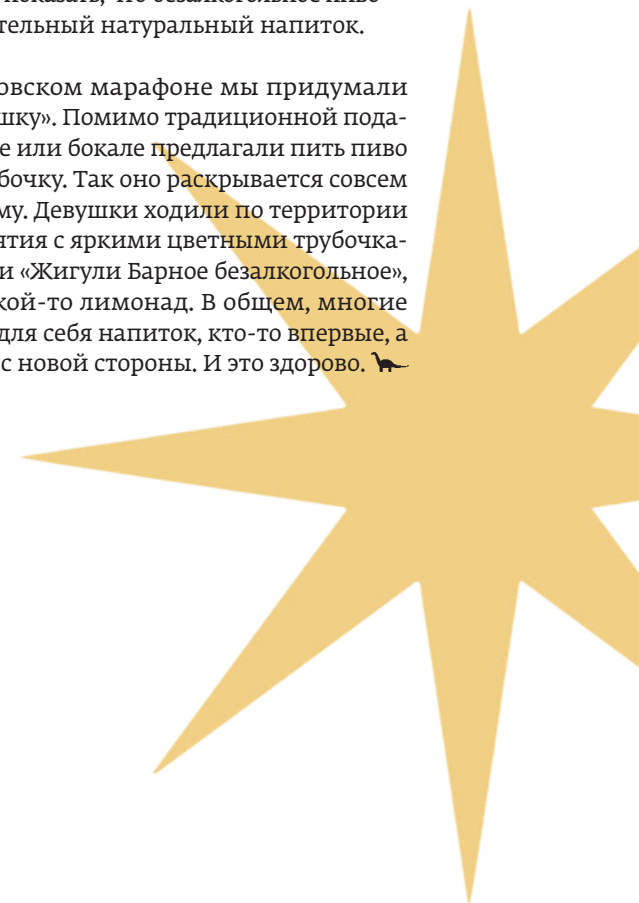 показать, что безалкогольное пиво
тельный натуральный напиток.
овском марафоне мы придумали
шку». Помимо традиционной пода-
е или бокале предлагали пить пиво
бочку. Так оно раскрывается совсем
му. Девушки ходили по территории
ятия с яркими цветными трубочка-
и «Жигули Барное безалкогольное»,
кой-то лимонад. В общем, многие
для себя напиток, кто-то впервые, а
с новой стороны. И это здорово.